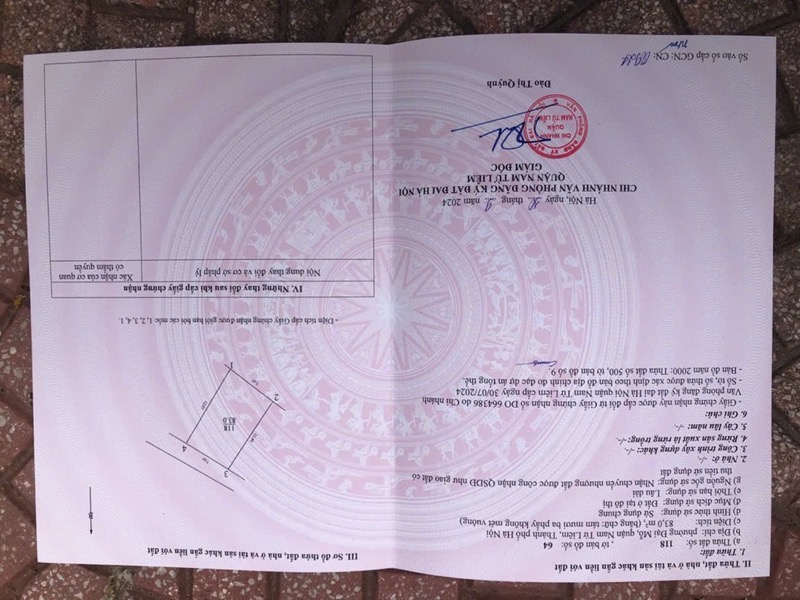 II. Thửa đất, nhà ở và tài sản khác gắn liền với đất
1. Thửa đất:
a) Thửa đất số: 118 , tờ bản đồ số: 64
b) Địa chỉ: phường Đại Mỗ, quận Nam Từ Liêm, Thành phố Hà Nội
c) Diện tích: 83,0 m², (bằng chữ: tám mươi ba phẩy không mét vuông)
d) Hình thức sử dụng: Sử dụng chung
đ) Mục đích sử dụng: Đất ở tại đô thị
e) Thời hạn sử dụng: Lâu dài
g) Nguồn gốc sử dụng: Nhận chuyển nhượng đất được công nhận QSDĐ như giao đất có
thu tiền sử dụng đất
2. Nhà ở: -/-
3. Công trình xây dựng khác: -/-
4. Rừng sản xuất là rừng trồng: -/-
5. Cây lâu năm: -/-
6. Ghi chú:
- Giấy chứng nhận này được cấp đổi từ Giấy chứng nhận số DO 664386 do Chi nhánh
Văn phòng đăng ký đất đai Hà Nội quận Nam Từ Liêm cấp ngày 30/07/2024
- Số tờ, số thửa được xác định theo bản đồ địa chính đo đạc dự án tổng thể.
- Bản đồ năm 2000: Thửa đất số 500, tờ bản đồ số 9
Hà Nội, ngày tháng năm 2024
CHI NHÁNH VĂN PHÒNG ĐĂNG KÝ ĐẤT ĐAI HÀ NỘI
QUẬN NAM TỪ LIÊM
GIÁM ĐỐC
CHI NHÁNH
QUẬN
NAM TỪ LIÊM
Đào Thị Quỳnh
Số vào sổ cấp GCN: CN:
III. Sơ đồ thửa đất, nhà ở và tài sản khác gắn liền với đất
B
3
4
118
83.0
2
1
- Diện tích cấp Giấy chứng nhận được giới hạn bởi các mốc 1, 2, 3, 4, 1.
IV. Những thay đổi sau khi cấp giấy chứng nhận
Nội dung thay đổi và cơ sở pháp lý
Xác nhận của cơ quan
có thẩm quyền